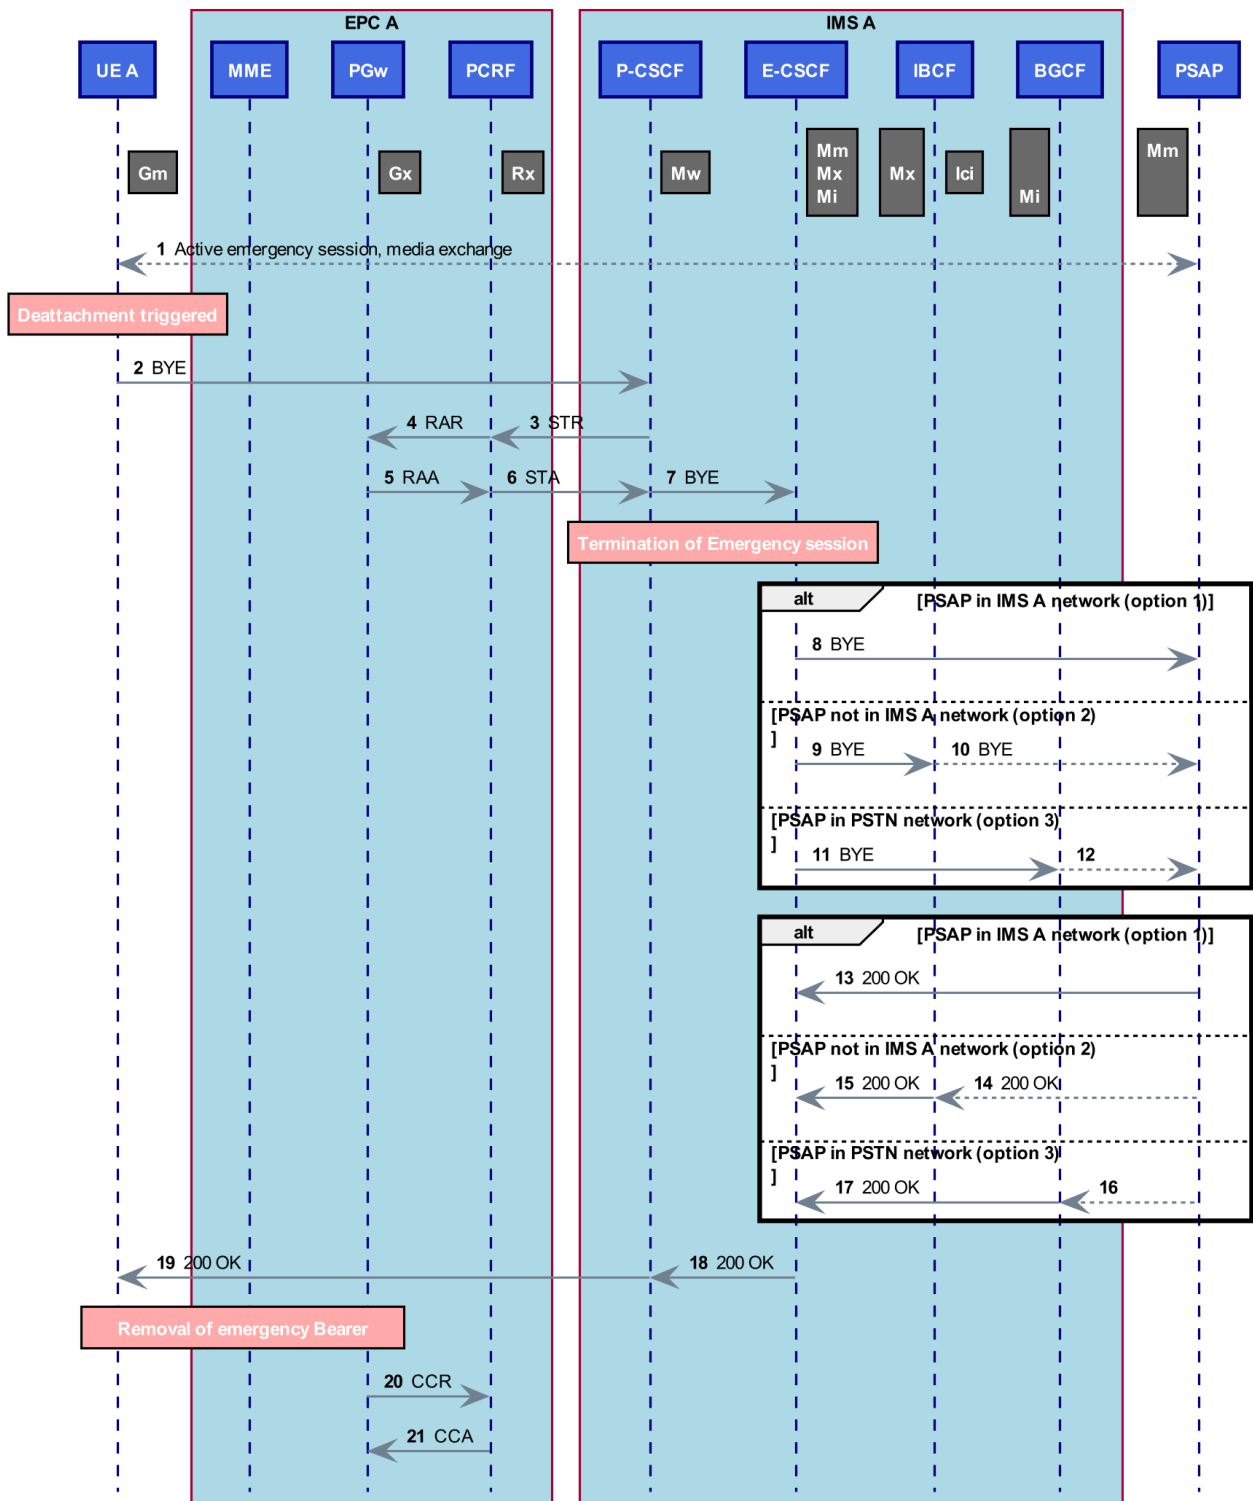 EPC A
IMS A
UE A
MME
PGw
PCRF
P-CSCF
E-CSCF
IBCF
BGCF
PSAP
Gm
Gx
Rx
Mw
Mm
Mx
Mi
Mx
Ici
Mi
Mm
1 Active emergency session, media exchange
Deattachment triggered
2 BYE
4 RAR
3 STR
5 RAA
6 STA
7 BYE
Termination of Emergency session
alt
[PSAP in IMS A network (option 1)]
8 BYE
[PSAP not in IMS A network (option 2)
]
9 BYE
10 BYE
[PSAP in PSTN network (option 3)
]
11 BYE
12
alt
[PSAP in IMS A network (option 1)]
13 200 OK
[PSAP not in IMS A network (option 2)
]
15 200 OK
14 200 OK
[PSAP in PSTN network (option 3)
]
17 200 OK
16
19 200 OK
18 200 OK
Removal of emergency Bearer
20 CCR
21 CCA